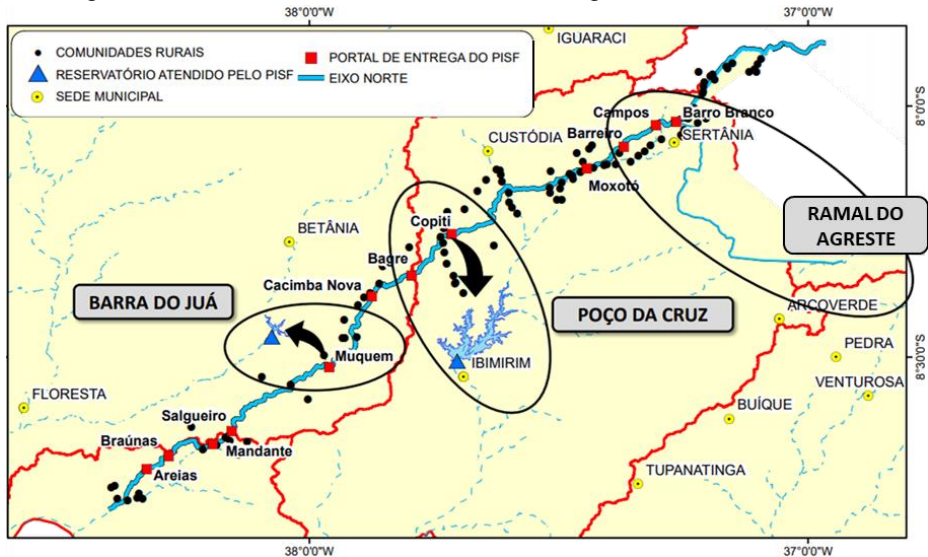 38°0'0"W
37°0'0"W
COMUNIDADES RURAIS
PORTAL DE ENTREGA DO PISF
RESERVATÓRIO ATENDIDO PELO PISF
EIXO NORTE
SEDE MUNICIPAL
IGUARACI
8°0'0"S
Campos
Barro Branco
CUSTÓDIA
Barreiro
SERTÂNIA
Moxotó
Copiti
RAMAL DO
AGRESTE
BETÂNIA
Bagre
Cacimba Nova
BARRA DO JUÁ
POÇO DA CRUZ
ARCOVERDE
Muquem
IBIMIRIM
PEDRA
8°30'0"S
FLORESTA
VENTUROSA
Salgueiro
BUÍQUE
Braúnas
Mandante
Areias
TUPANATINGA
38°0'0"W
37°0'0"W